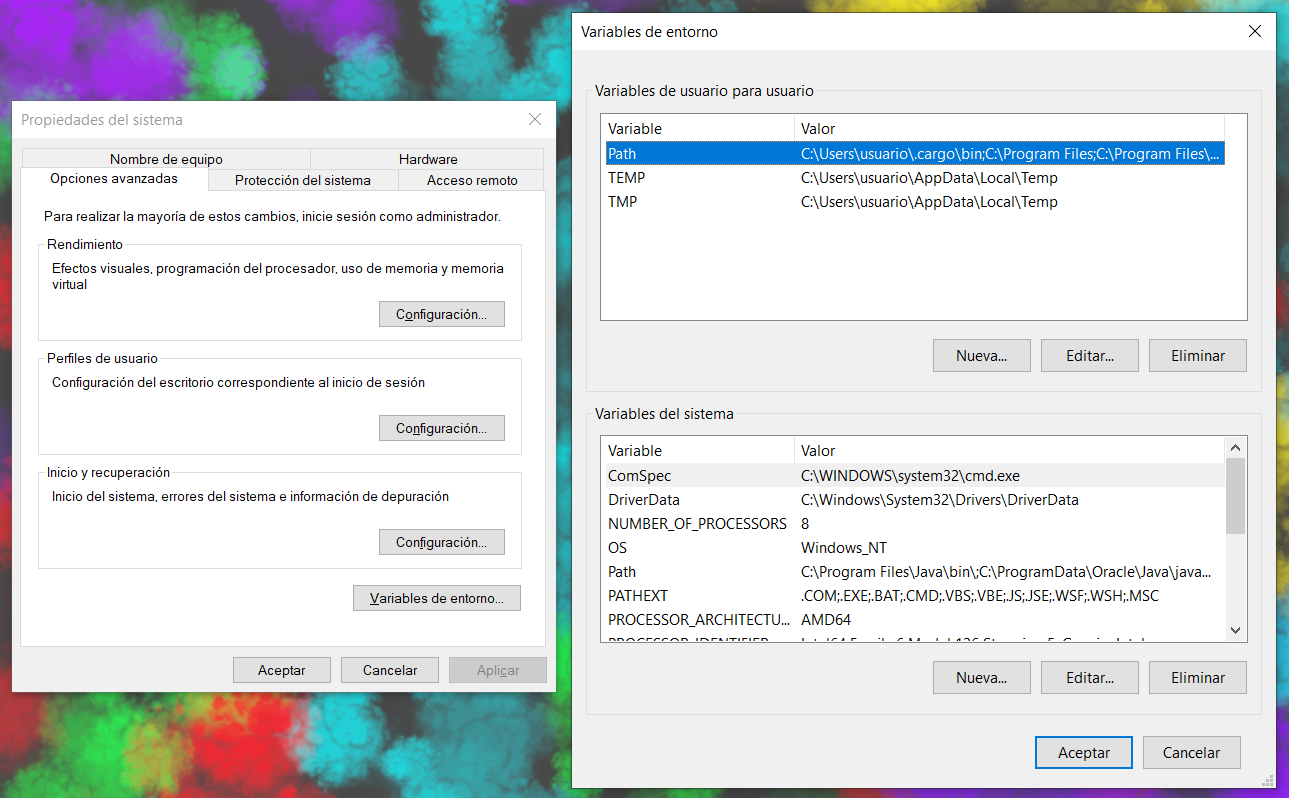 Propiedades del sistema
Nombre de equipo
Hardware
Opciones avanzadas
Protección del sistema
Acceso remoto
Para realizar la mayoría de estos cambios, inicie sesión como administrador.
Rendimiento
Efectos visuales, programación del procesador, uso de memoria y memoria
virtual
Configuración...
Perfiles de usuario
Configuración del escritorio correspondiente al inicio de sesión
Configuración...
Inicio y recuperación
Inicio del sistema, errores del sistema e información de depuración
Configuración...
Variables de entorno...
Aceptar
Cancelar
Aplicar
Variables de entorno
Variables de usuario para usuario
Variable Valor
Path C:\Users\usuario\.cargo\bin;C:\Program Files;C:\Program Files\...
TEMP C:\Users\usuario\AppData\Local\Temp
TMP C:\Users\usuario\AppData\Local\Temp
Nueva...
Editar...
Eliminar
Variables del sistema
Variable Valor
ComSpec C:\WINDOWS\system32\cmd.exe
DriverData C:\Windows\System32\Drivers\DriverData
NUMBER_OF_PROCESSORS 8
OS Windows_NT
Path C:\Program Files\Java\bin\;C:\ProgramData\Oracle\Java\java...
PATHEXT .COM;.EXE;.BAT;.CMD;.VBS;.VBE;.JS;.JSE;.WSF;.WSH;.MSC
PROCESSOR_ARCHITECTU... AMD64
Nueva...
Editar...
Eliminar
Aceptar
Cancelar